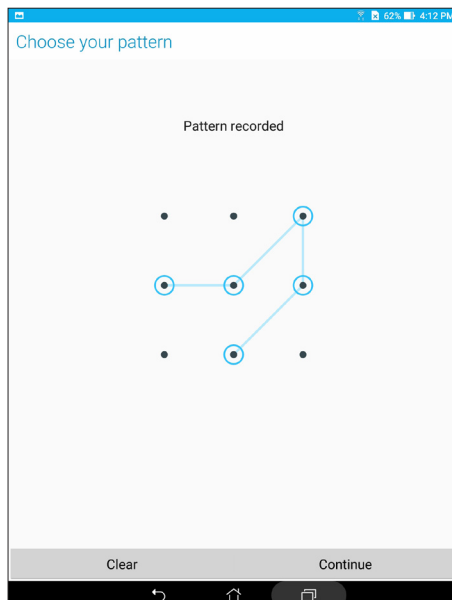 62% 4:12 PM
Choose your pattern
Pattern recorded
Clear Continue